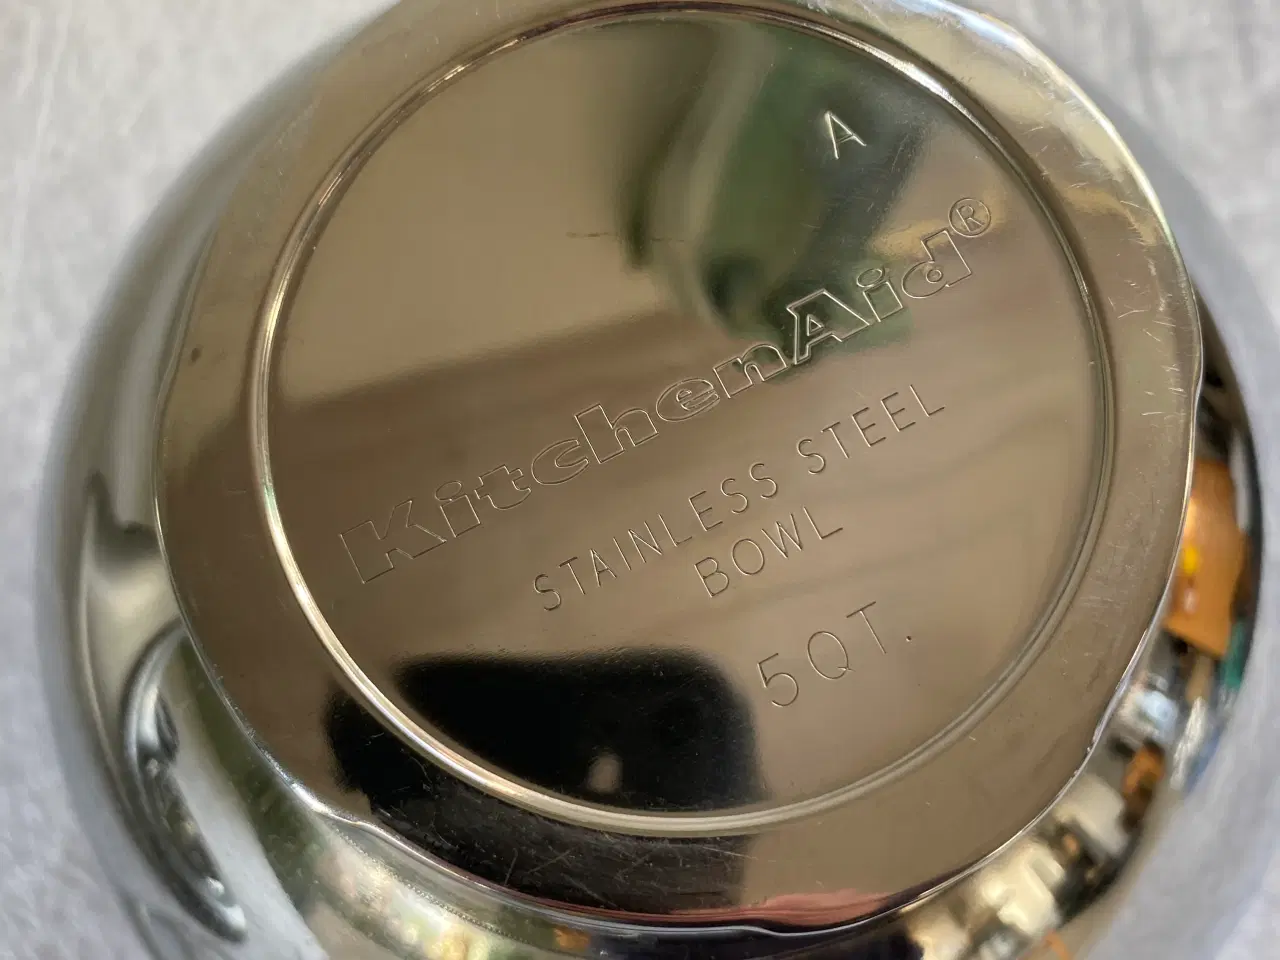 A
KitchenAid®
STAINLESS STEEL
BOWL
5QT.